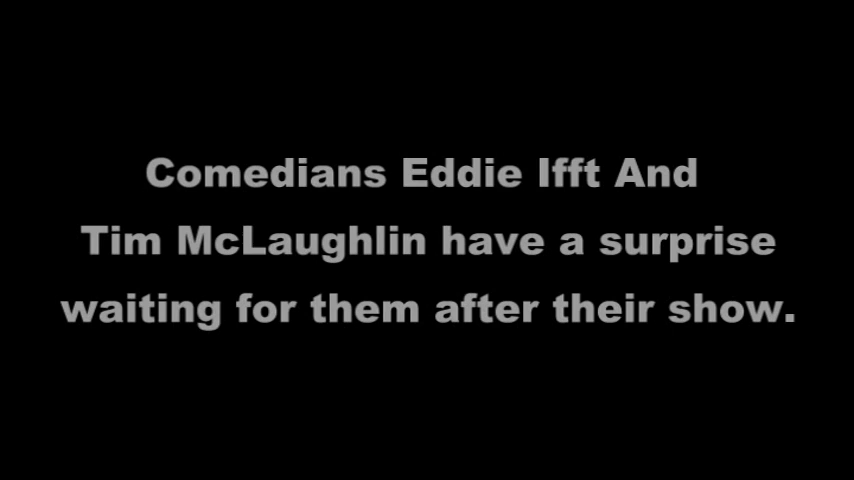 Comedians Eddie Ifft And
Tim McLaughlin have a surprise
waiting for them after their show.